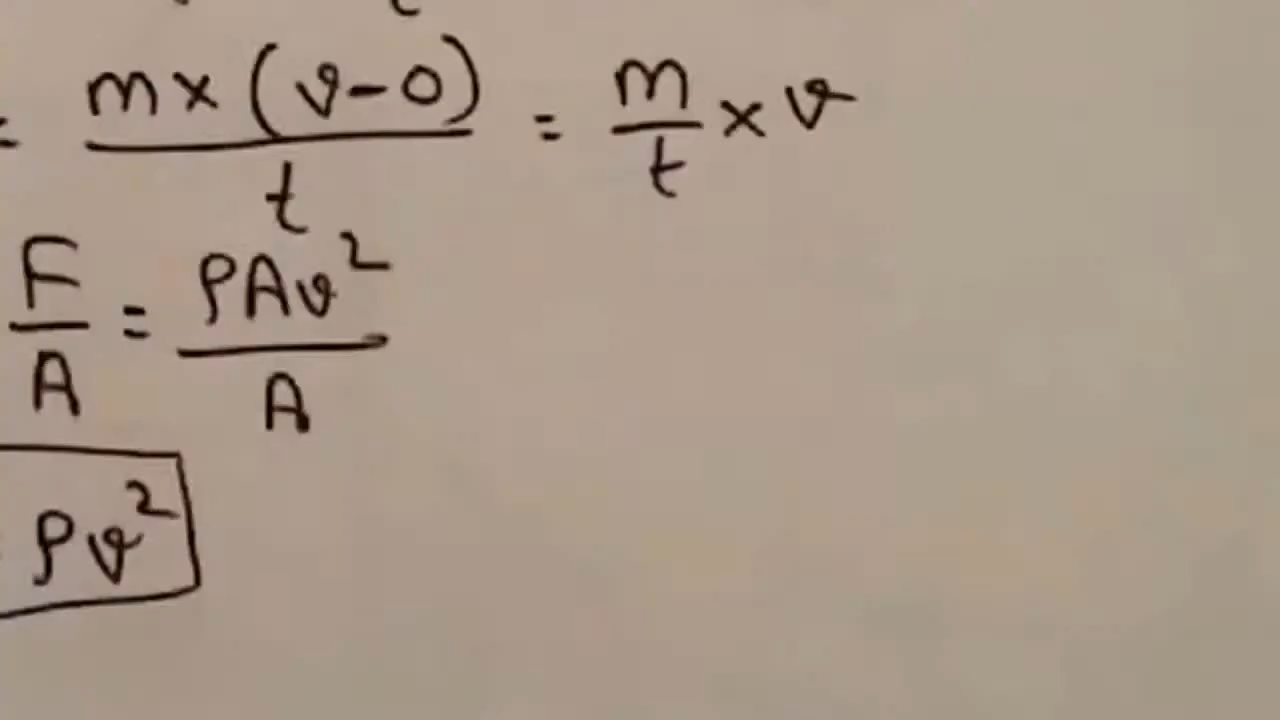 = m×(v-0)/t = m/t × v
F/A = ρAv²/A
ρv²